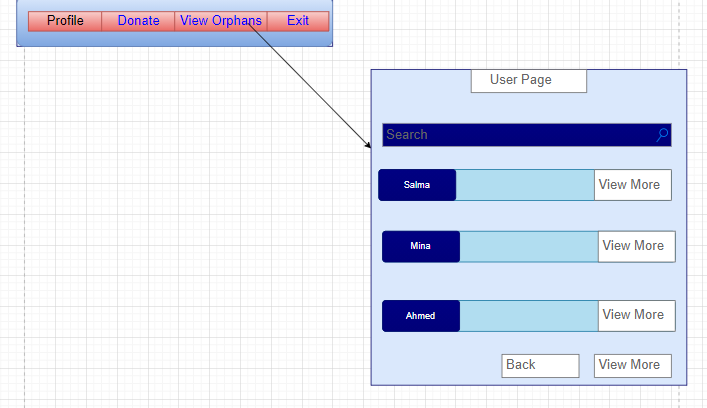 Profile Donate View Orphans Exit
User Page
Search
Salma View More
Mina View More
Ahmed View More
Back View More